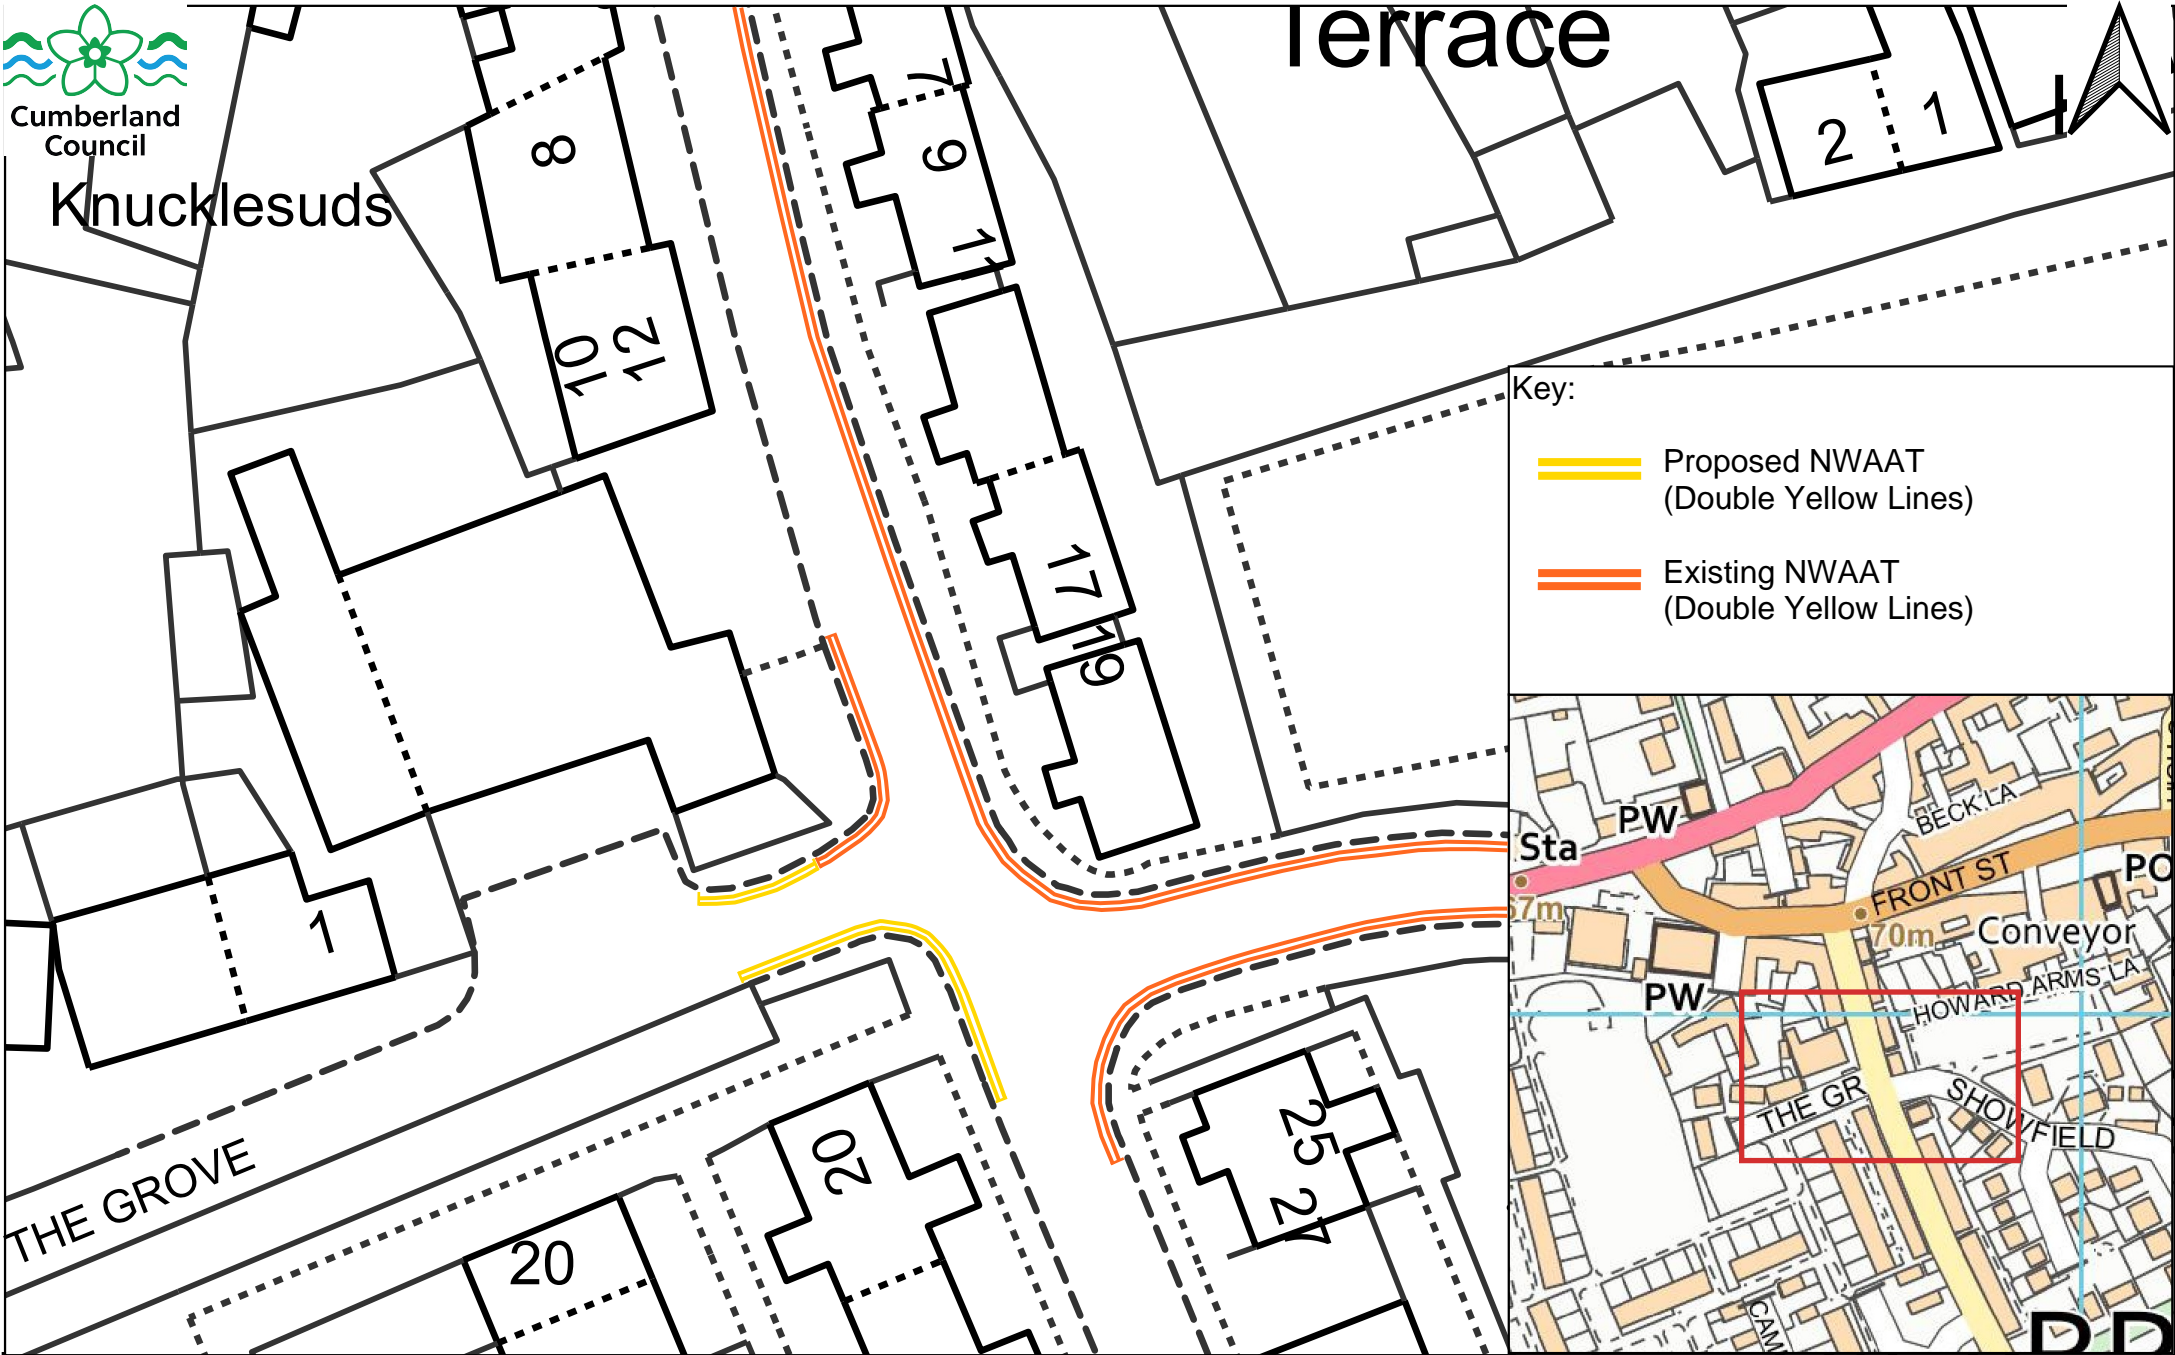 Cumberland
Council
Knucklesuds
Terrace
8
10
12
7
9
11
17
19
2
1
1
20
20
25
27
THE GROVE
Key:
Proposed NWAAT
(Double Yellow Lines)
Existing NWAAT
(Double Yellow Lines)
PW
Sta
BECK LA
FRONT ST
PO
67m
70m
Conveyor
PW
HOWARD ARMS LA
THE GR
SHOWFIELD
CAM